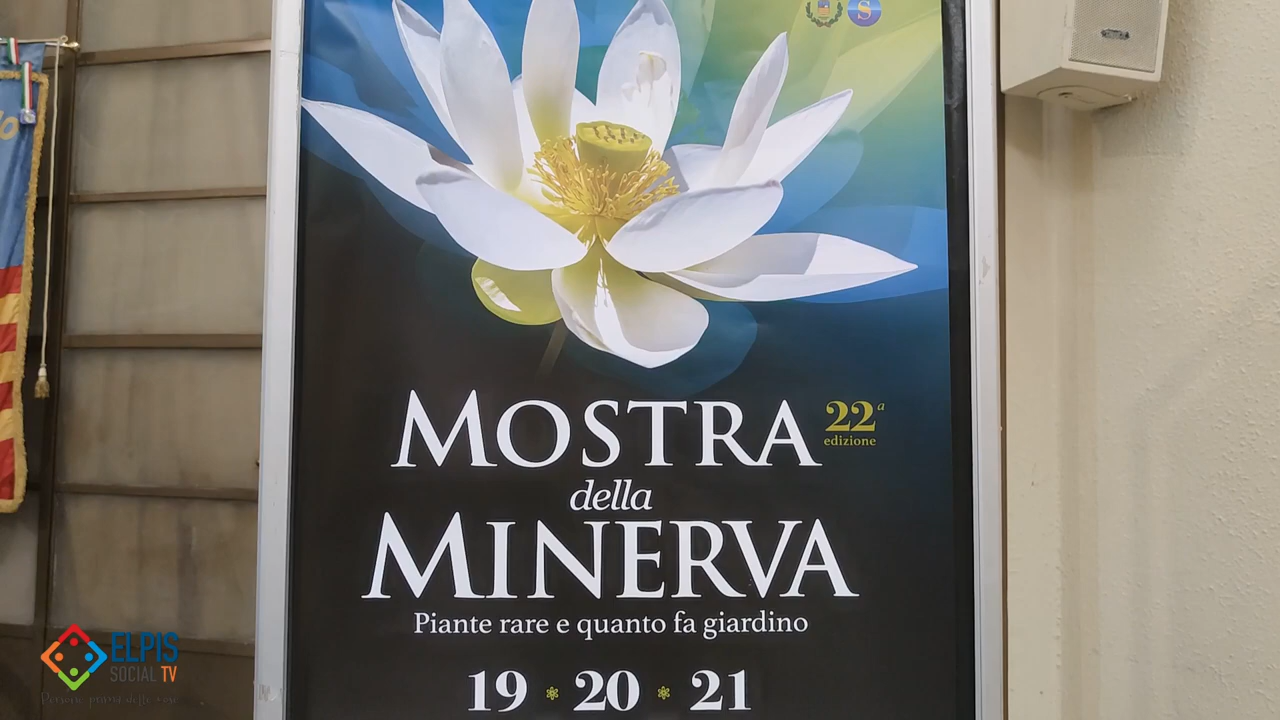 S
MOSTRA
22ª
edizione
della
MINERVA
Piante rare e quanto fa giardino
19 20 21
ELPIS
SOCIAL TV